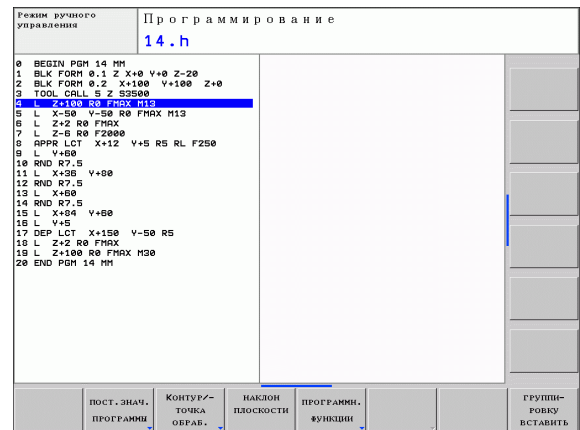 Режим ручного
управления
Программирование
14.h
0 BEGIN PGM 14 MM
1 BLK FORM 0.1 Z X+0 Y+0 Z-20
2 BLK FORM 0.2 X+100 Y+100 Z+0
3 TOOL CALL 5 Z S3500
4 L Z+100 R0 FMAX M13
5 L X-50 Y-50 R0 FMAX M13
6 L Z+2 R0 FMAX
7 L Z-6 R0 F2000
8 APPR LCT X+12 Y+5 R5 RL F250
9 L Y+60
10 RND R7.5
11 L X+36 Y+80
12 RND R7.5
13 L X+60
14 RND R7.5
15 L X+84 Y+60
16 L Y+5
17 DEP LCT X+150 Y-50 R5
18 L Z+2 R0 FMAX
19 L Z+100 R0 FMAX M30
20 END PGM 14 MM
ПОСТ.ЗНАЧ.
ПРОГРАММЫ
КОНТУР/-
ТОЧКА
ОБРАБ.
НАКЛОН
ПЛОСКОСТИ
ПРОГРАММН.
ФУНКЦИИ
ГРУППИ-
РОВКУ
ВСТАВИТЬ